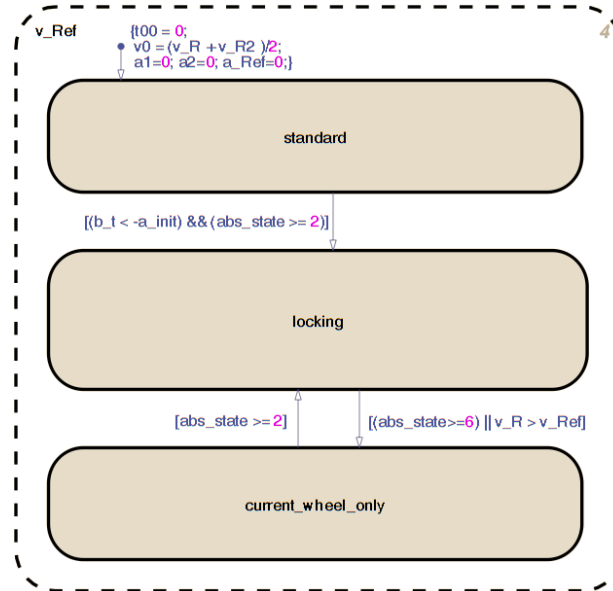 v_Ref
4
{t00 = 0;
v0 = (v_R +v_R2 )/2;
a1=0; a2=0; a_Ref=0;}
standard
[(b_t < -a_init) && (abs_state >= 2)]
locking
[abs_state >= 2]
[(abs_state>=6) || v_R > v_Ref]
current_wheel_only